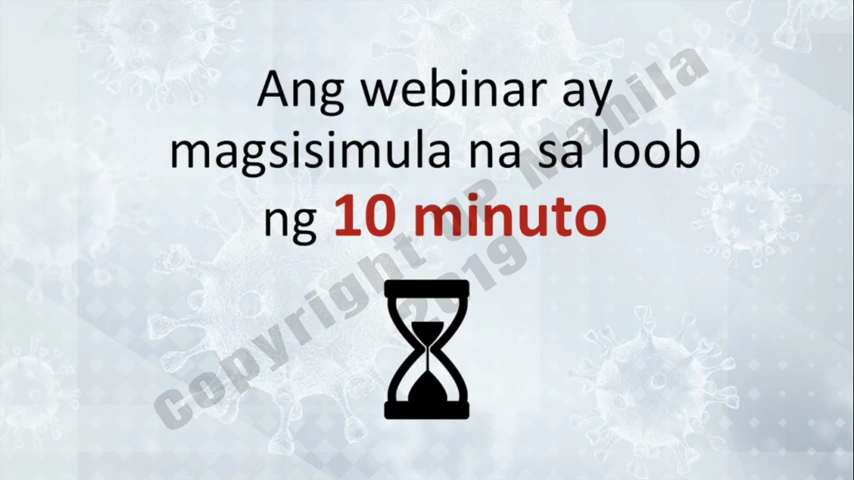 Ang webinar ay
magsisimula na sa loob
ng 10 minuto
Copyright UP Manila
2019